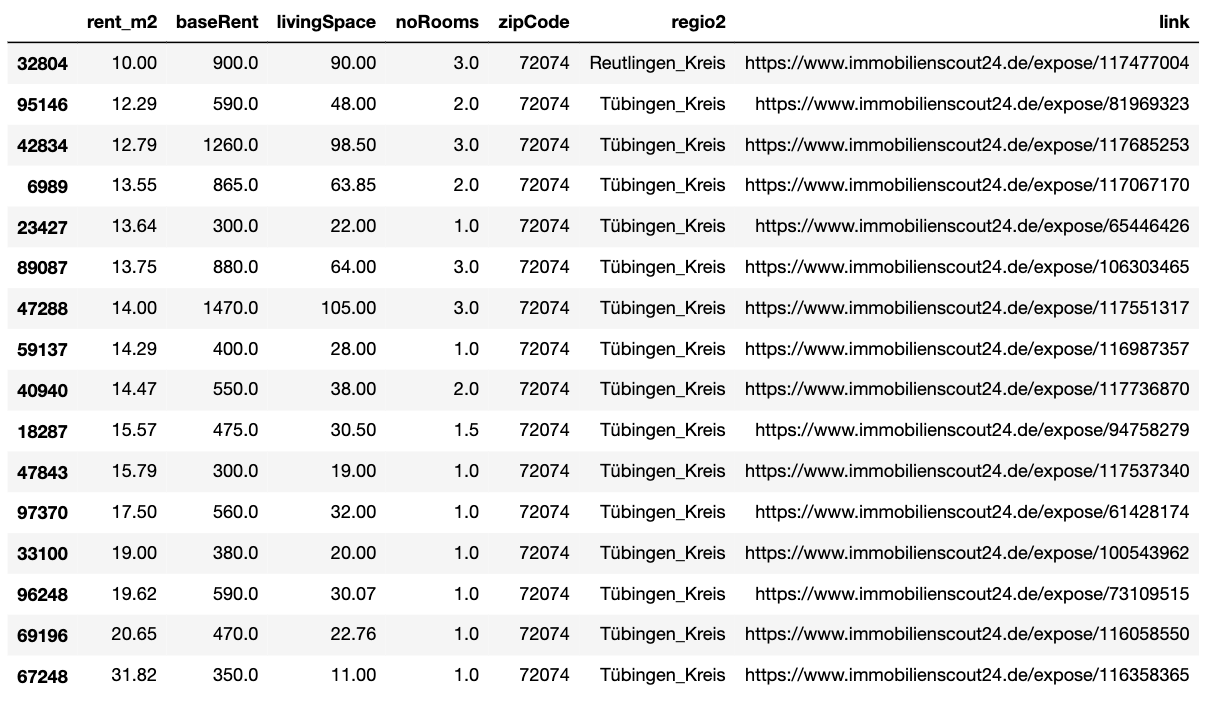 rent_m2 baseRent livingSpace noRooms zipCode regio2 link
32804 10.00 900.0 90.00 3.0 72074 Reutlingen_Kreis https://www.immobilienscout24.de/expose/117477004
95146 12.29 590.0 48.00 2.0 72074 Tübingen_Kreis https://www.immobilienscout24.de/expose/81969323
42834 12.79 1260.0 98.50 3.0 72074 Tübingen_Kreis https://www.immobilienscout24.de/expose/117685253
6989 13.55 865.0 63.85 2.0 72074 Tübingen_Kreis https://www.immobilienscout24.de/expose/117067170
23427 13.64 300.0 22.00 1.0 72074 Tübingen_Kreis https://www.immobilienscout24.de/expose/65446426
89087 13.75 880.0 64.00 3.0 72074 Tübingen_Kreis https://www.immobilienscout24.de/expose/106303465
47288 14.00 1470.0 105.00 3.0 72074 Tübingen_Kreis https://www.immobilienscout24.de/expose/117551317
59137 14.29 400.0 28.00 1.0 72074 Tübingen_Kreis https://www.immobilienscout24.de/expose/116987357
40940 14.47 550.0 38.00 2.0 72074 Tübingen_Kreis https://www.immobilienscout24.de/expose/117736870
18287 15.57 475.0 30.50 1.5 72074 Tübingen_Kreis https://www.immobilienscout24.de/expose/94758279
47843 15.79 300.0 19.00 1.0 72074 Tübingen_Kreis https://www.immobilienscout24.de/expose/117537340
97370 17.50 560.0 32.00 1.0 72074 Tübingen_Kreis https://www.immobilienscout24.de/expose/61428174
33100 19.00 380.0 20.00 1.0 72074 Tübingen_Kreis https://www.immobilienscout24.de/expose/100543962
96248 19.62 590.0 30.07 1.0 72074 Tübingen_Kreis https://www.immobilienscout24.de/expose/73109515
69196 20.65 470.0 22.76 1.0 72074 Tübingen_Kreis https://www.immobilienscout24.de/expose/116058550
67248 31.82 350.0 11.00 1.0 72074 Tübingen_Kreis https://www.immobilienscout24.de/expose/116358365